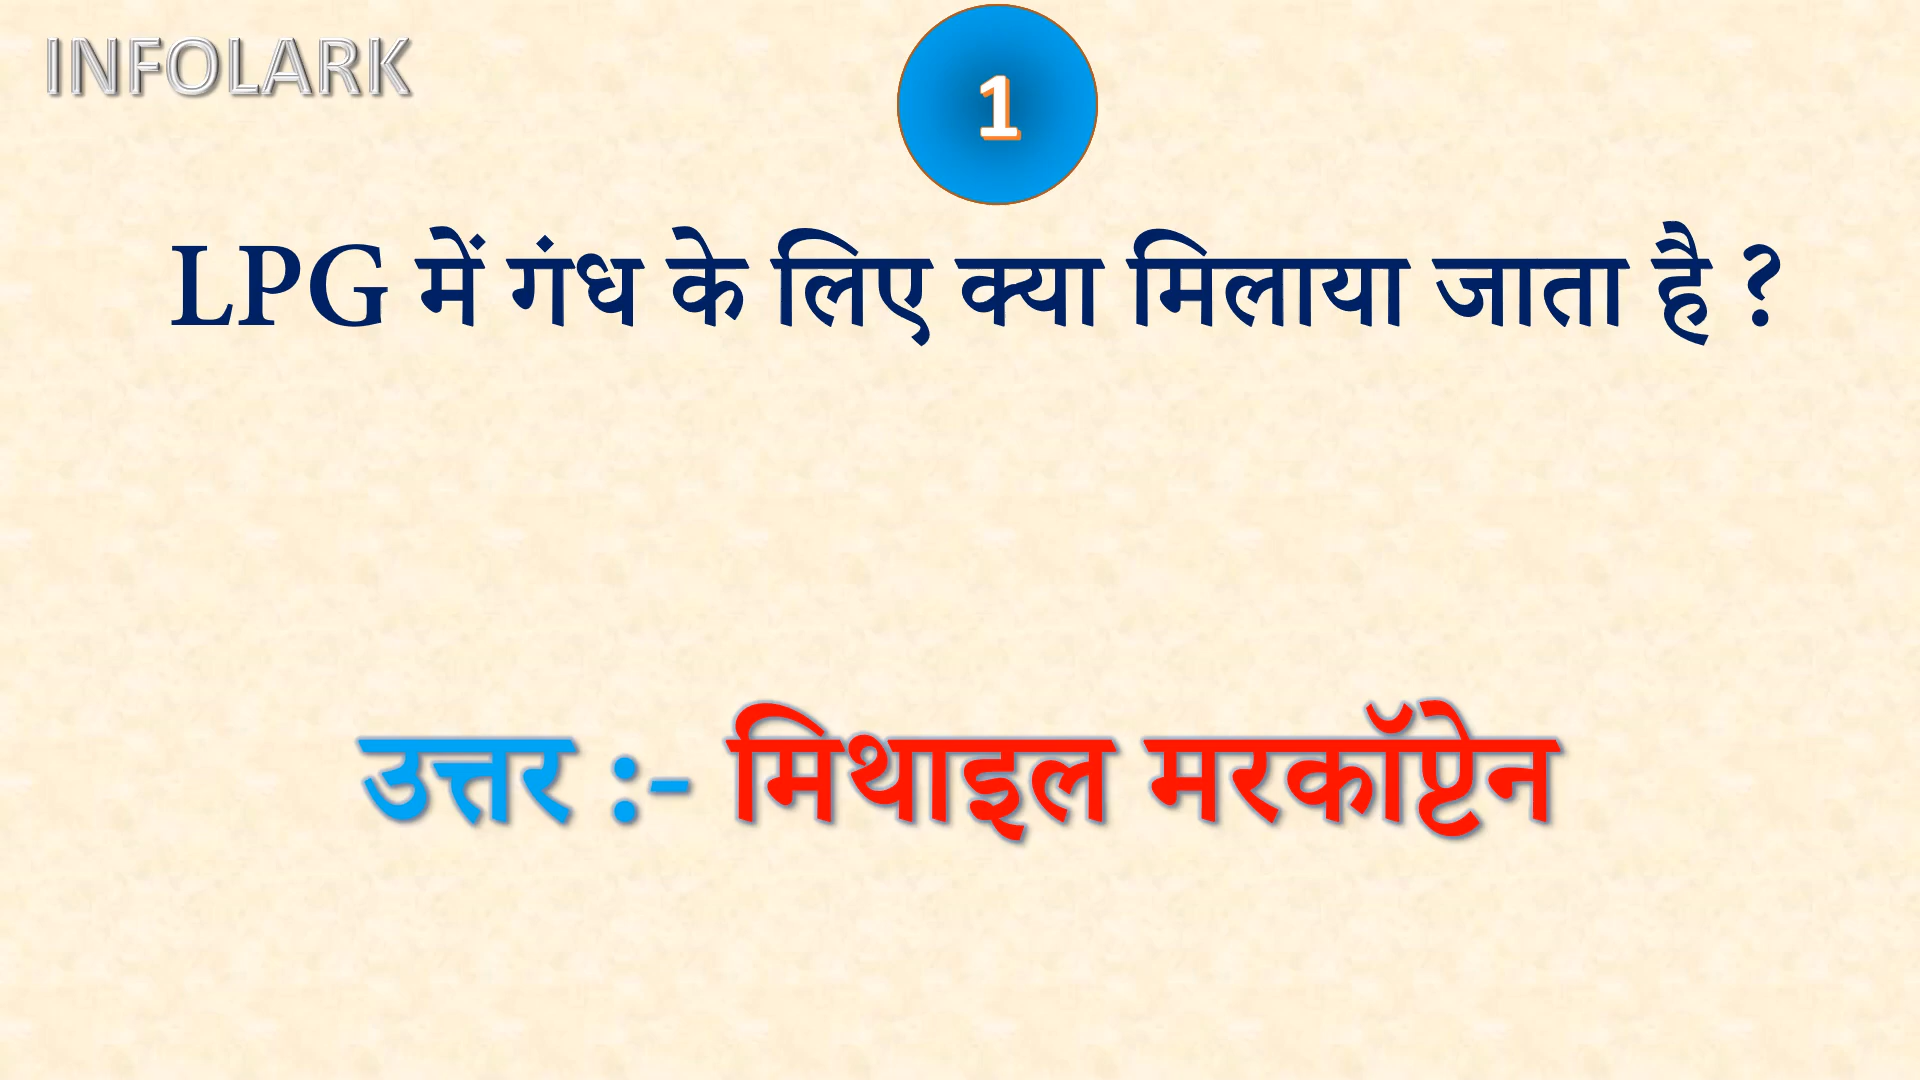 INFOLARK
1
LPG में गंध के लिए क्या मिलाया जाता है ?
उत्तर :- मिथाइल मरकॉप्टेन